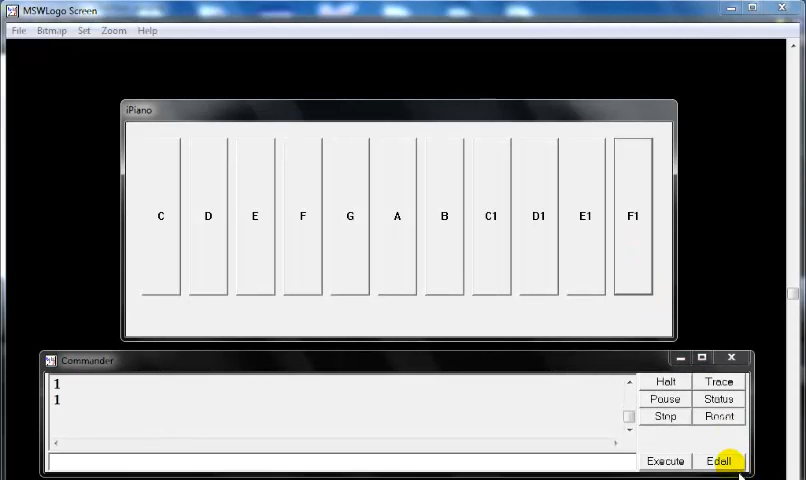 MSWLogo Screen
File Bitmap Set Zoom Help
iPiano
C D E F G A B C1 D1 E1 F1
Commander
1
1
Halt Trace
Pause Status
Stop Reset
Execute Edall